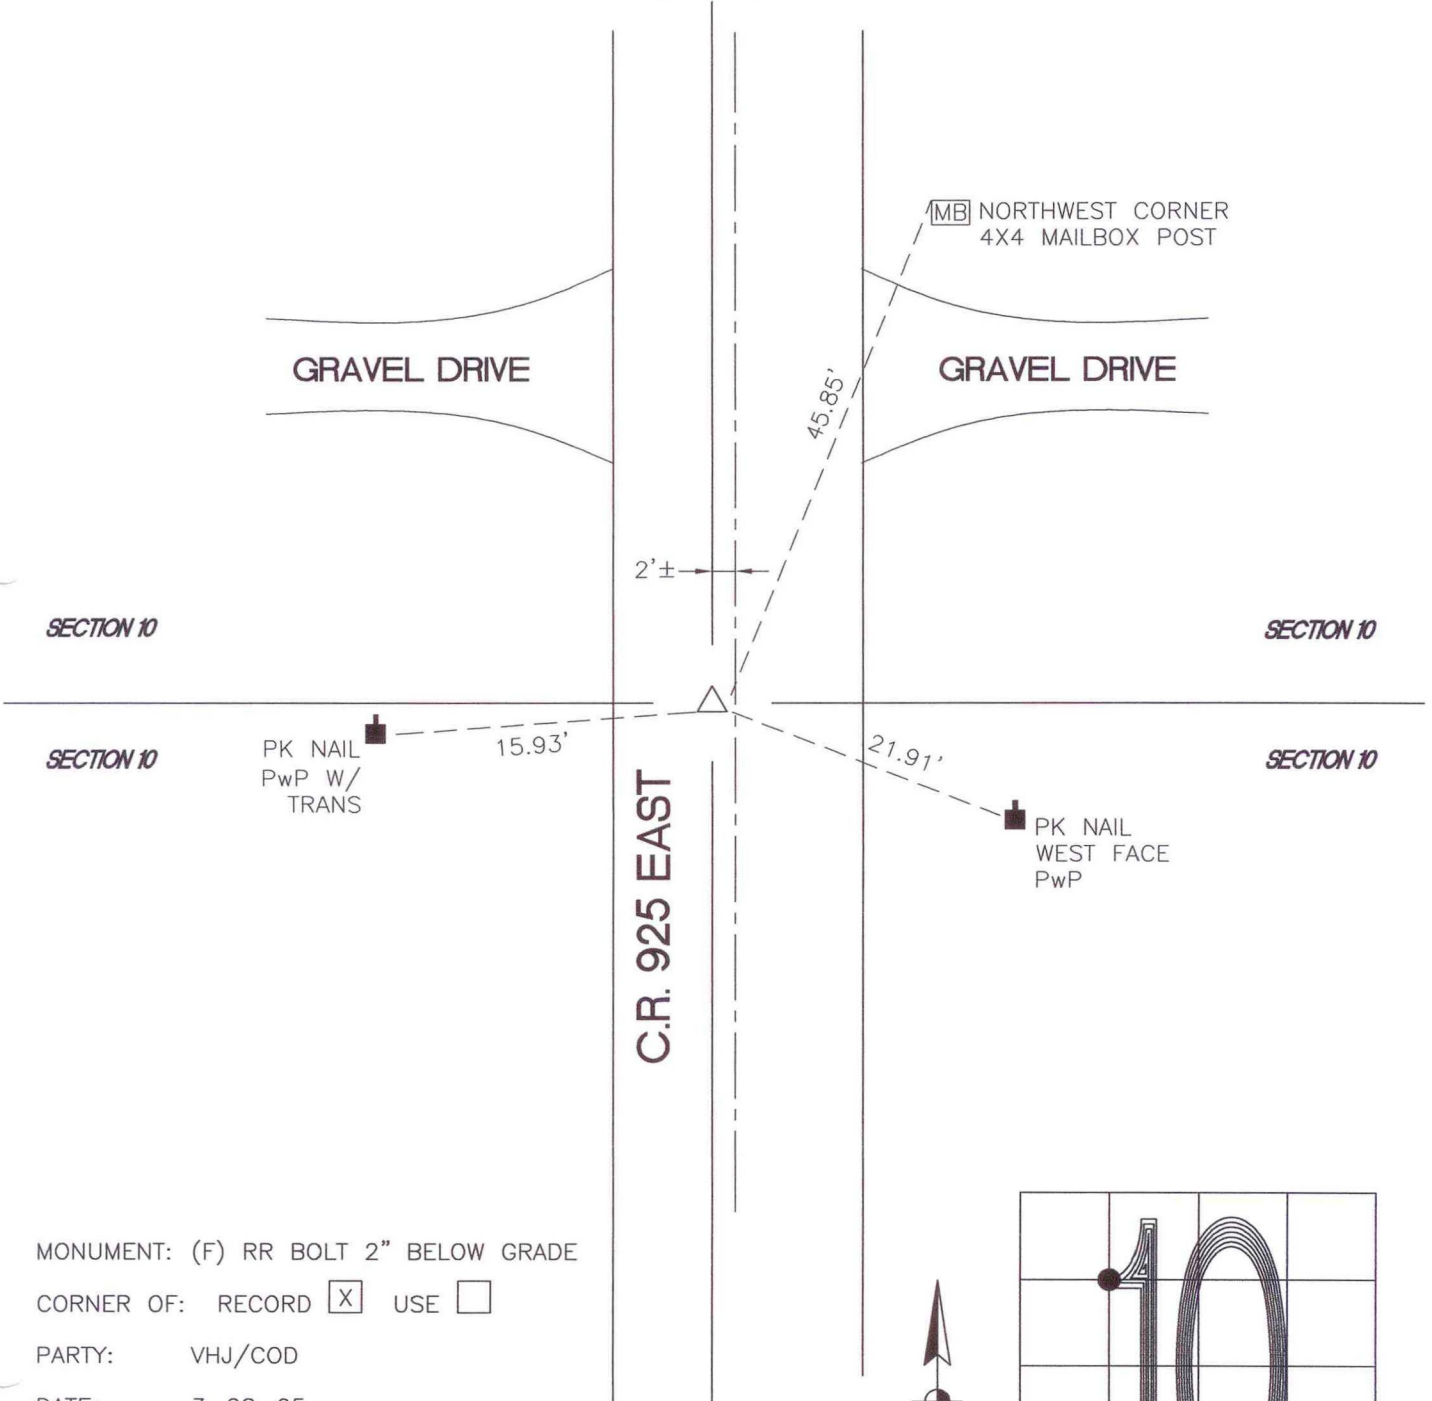 MB NORTHWEST CORNER
4X4 MAILBOX POST
GRAVEL DRIVE
GRAVEL DRIVE
45.85'
2'±
SECTION 10
SECTION 10
SECTION 10
SECTION 10
15.93'
21.91'
PK NAIL
PwP W/
TRANS
PK NAIL
WEST FACE
PwP
C.R. 925 EAST
MONUMENT: (F) RR BOLT 2" BELOW GRADE
CORNER OF: RECORD X USE
PARTY: VHJ/COD
10